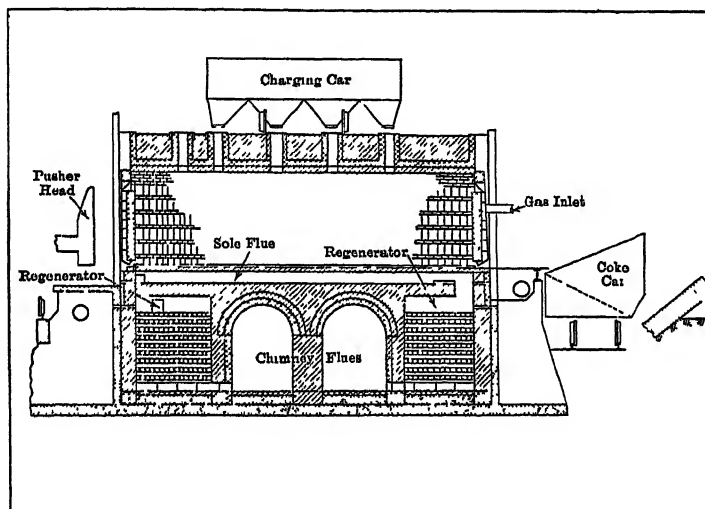 Charging Car
Pusher
Head
Gas Inlet
Sole Flue
Regenerator
Regenerator
Coke
Car
Chimney Flues